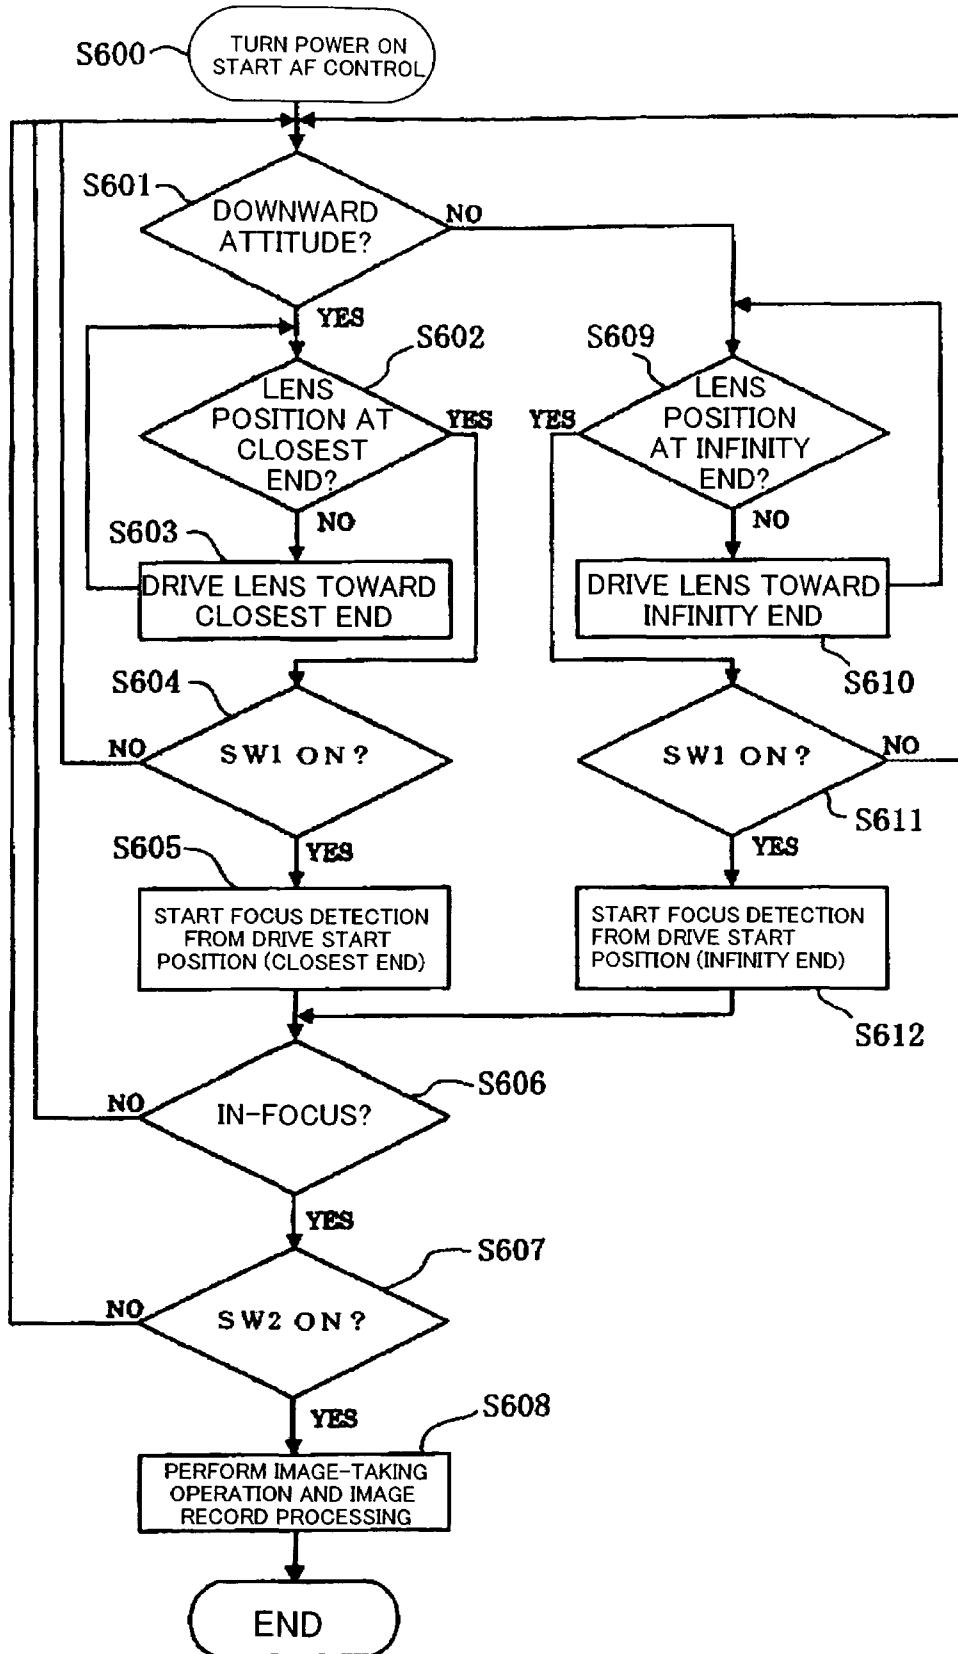 S600
TURN POWER ON
START AF CONTROL
S601
DOWNWARD
ATTITUDE?
NO
YES
S602
LENS
POSITION AT
CLOSEST
END?
YES
NO
S603
DRIVE LENS TOWARD
CLOSEST END
S609
LENS
POSITION
AT INFINITY
END?
YES
NO
DRIVE LENS TOWARD
INFINITY END
S610
S604
SW1 ON?
NO
YES
SW1 ON?
NO
S611
YES
S605
START FOCUS DETECTION
FROM DRIVE START
POSITION (CLOSEST END)
START FOCUS DETECTION
FROM DRIVE START
POSITION (INFINITY END)
S612
S606
IN-FOCUS?
NO
YES
S607
SW2 ON?
NO
YES
S608
PERFORM IMAGE-TAKING
OPERATION AND IMAGE
RECORD PROCESSING
END